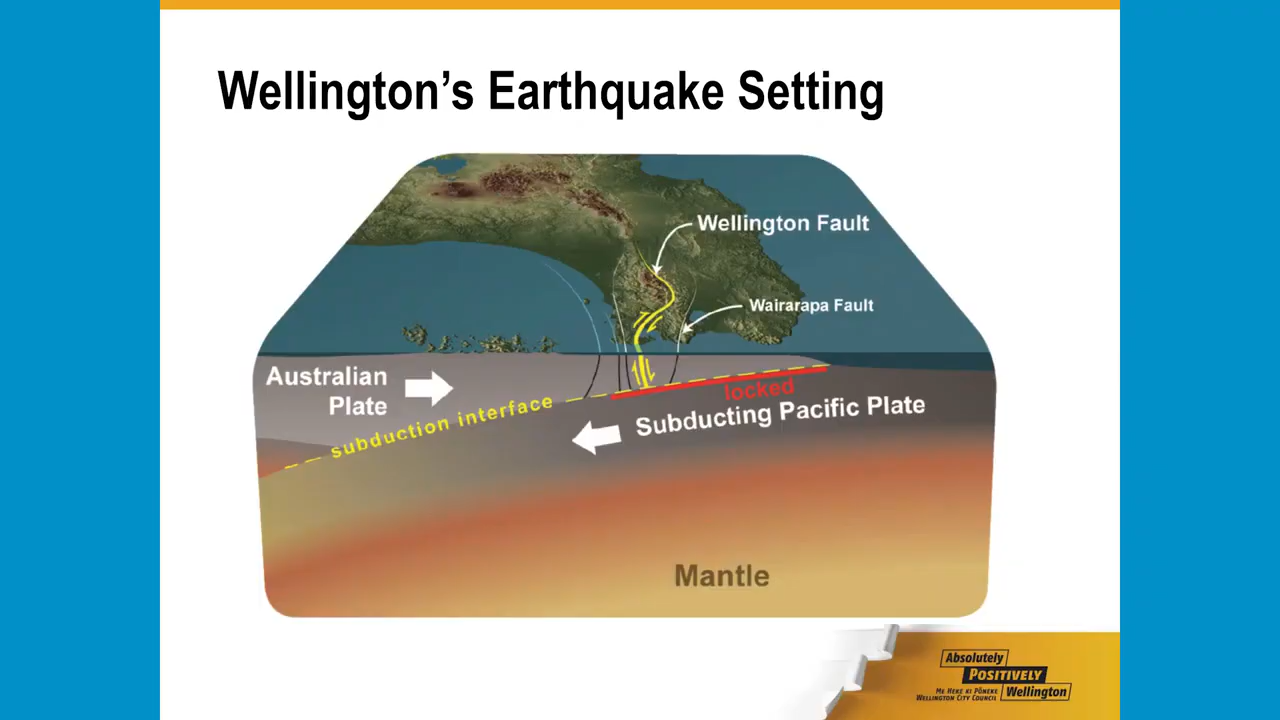 Wellington's Earthquake Setting
Wellington Fault
Wairarapa Fault
Australian
Plate
subduction interface
locked
Subducting Pacific Plate
Mantle
Absolutely
POSITIVELY
ME HEKE KI PŌNEKE
WELLINGTON CITY COUNCIL
Wellington